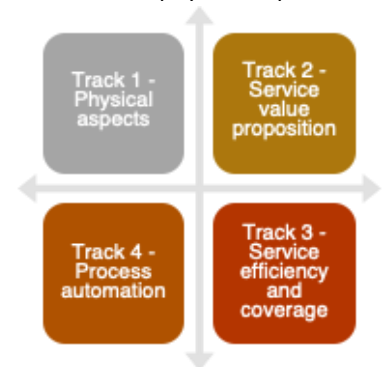 Track 1 -
Physical
aspects
Track 2 -
Service
value
proposition
Track 4 -
Process
automation
Track 3 -
Service
efficiency
and
coverage